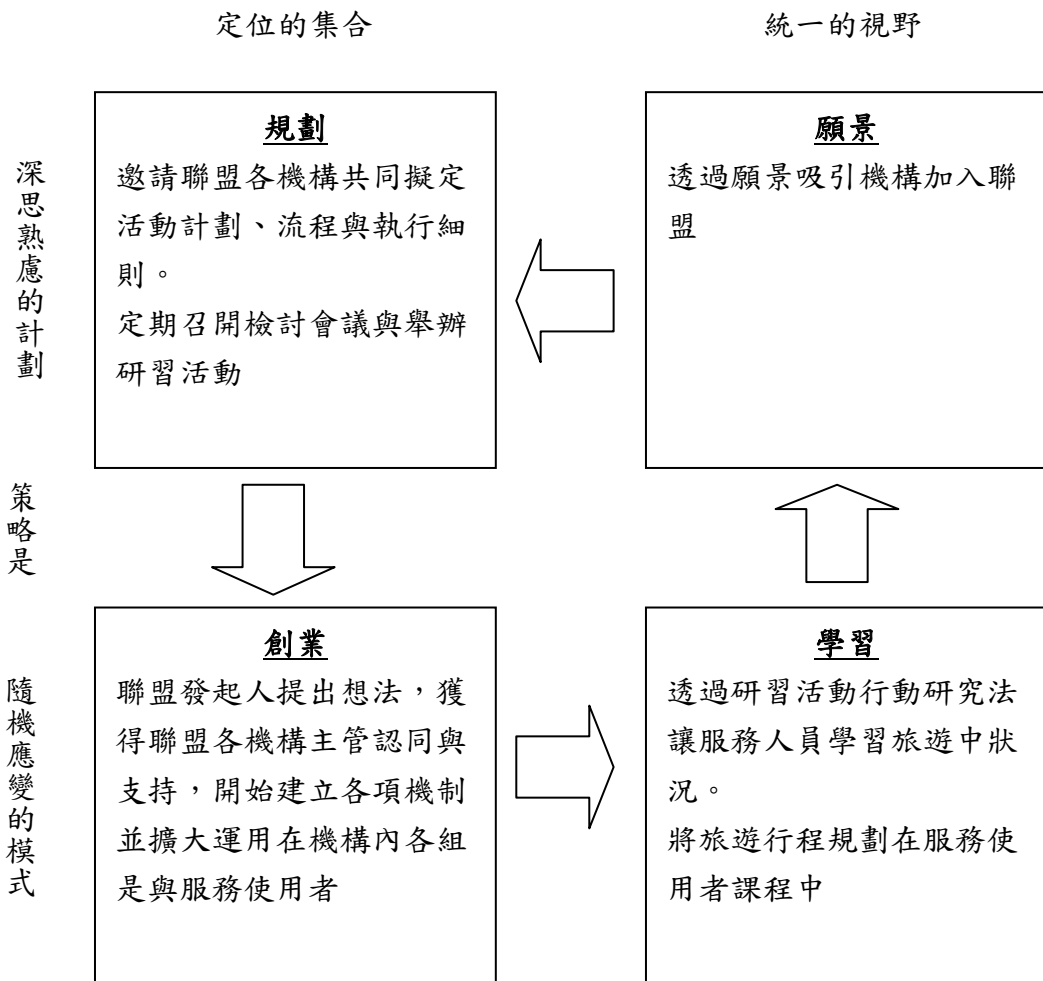 定位的集合
統一的視野
深思熟慮的計劃
規劃
邀請聯盟各機構共同擬定
活動計劃、流程與執行細
則。
定期召開檢討會議與舉辦
研習活動
願景
透過願景吸引機構加入聯
盟
策略是
隨機應變的模式
創業
聯盟發起人提出想法，獲
得聯盟各機構主管認同與
支持，開始建立各項機制
並擴大運用在機構內各組
是與服務使用者
學習
透過研習活動行動研究法
讓服務人員學習旅遊中狀
況。
將旅遊行程規劃在服務使
用者課程中